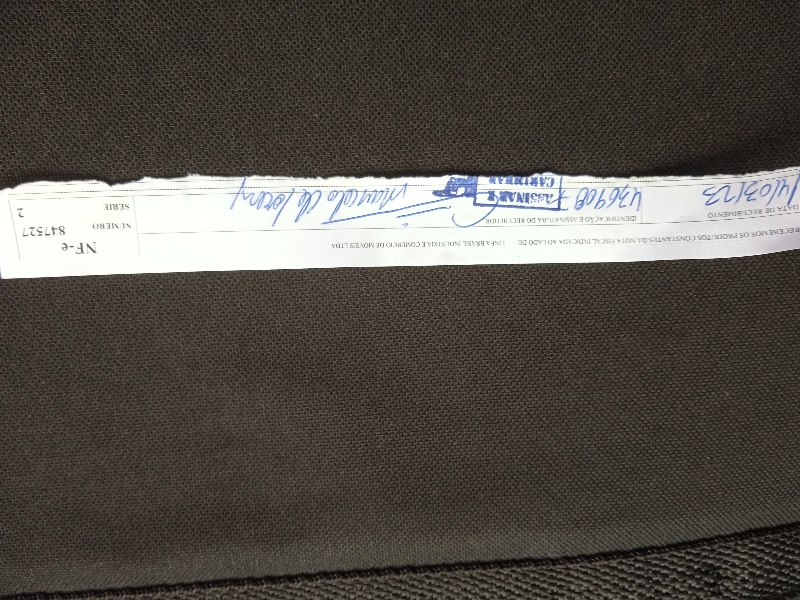 RECEBEMOS OS PRODUTOS CONSTANTES DA NOTA FISCAL INDICADA AO LADO DE LINEA BRASIL INDUSTRIA E COMERCIO DE MOVEIS LTDA
NF-e
NÚMERO 847527
SÉRIE 2
DATA DE RECEBIMENTO
IDENTIFICAÇÃO E ASSINATURA DO RECEBEDOR
14/03/23
436908
ASSINAR E
CARIMBAR